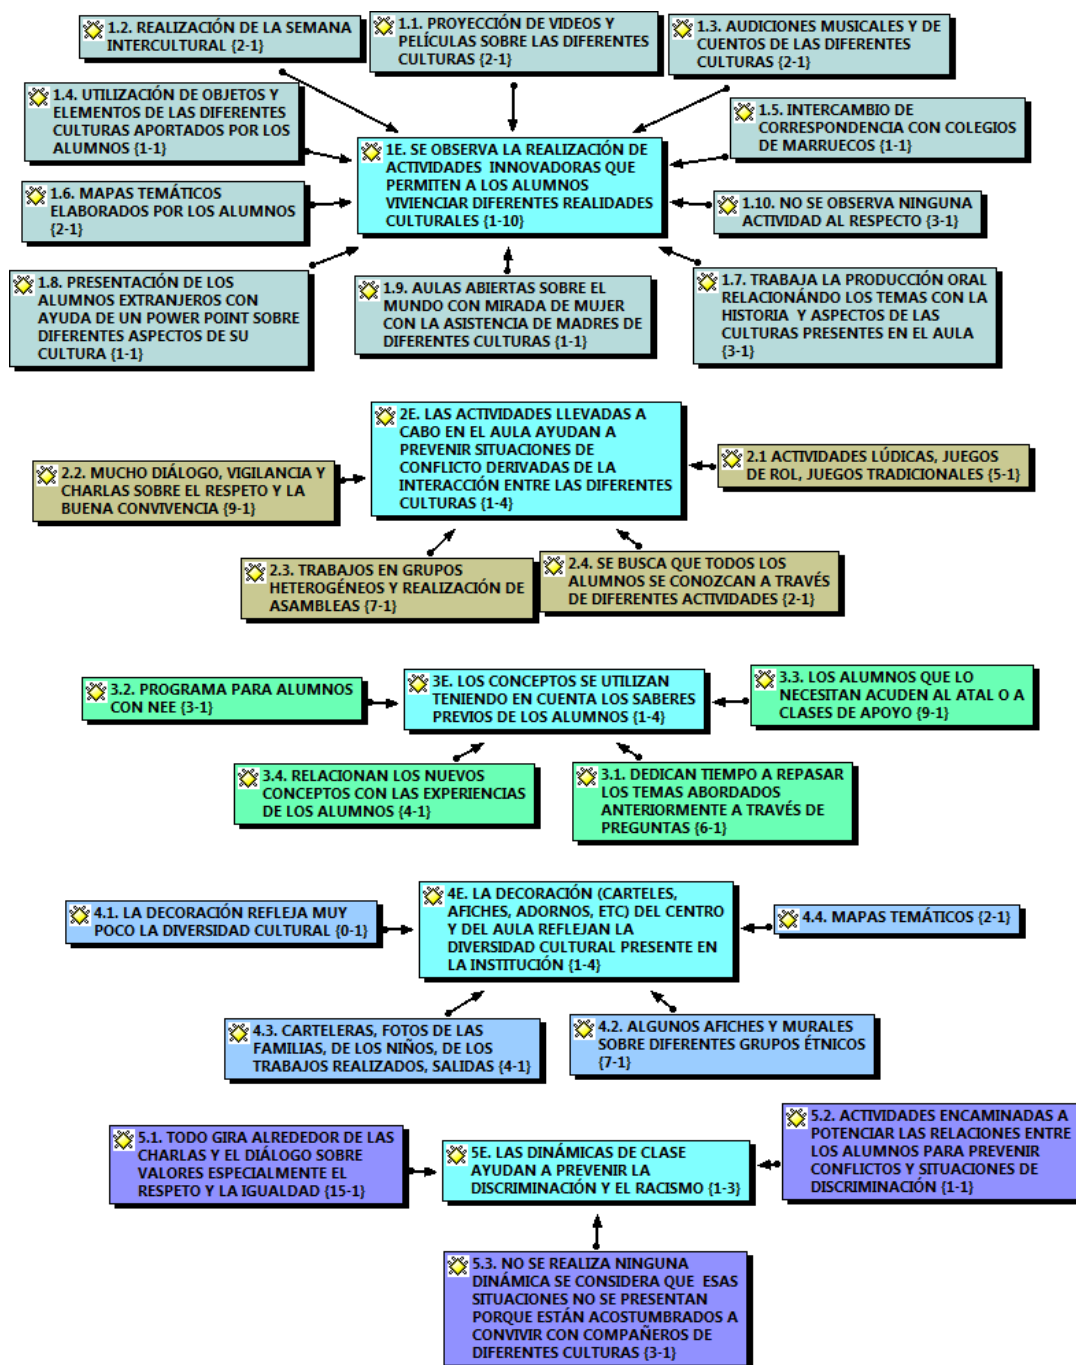 1.2. REALIZACIÓN DE LA SEMANA
INTERCULTURAL {2-1}
1.1. PROYECCIÓN DE VIDEOS Y
PELÍCULAS SOBRE LAS DIFERENTES
CULTURAS {2-1}
1.3. AUDICIONES MUSICALES Y DE
CUENTOS DE LAS DIFERENTES
CULTURAS {2-1}
1.4. UTILIZACIÓN DE OBJETOS Y
ELEMENTOS DE LAS DIFERENTES
CULTURAS APORTADOS POR LOS
ALUMNOS {1-1}
1.5. INTERCAMBIO DE
CORRESPONDENCIA CON COLEGIOS
DE MARRUECOS {1-1}
1E. SE OBSERVA LA REALIZACIÓN DE
ACTIVIDADES INNOVADORAS QUE
PERMITEN A LOS ALUMNOS
VIVIENCIAR DIFERENTES REALIDADES
CULTURALES {1-10}
1.6. MAPAS TEMÁTICOS
ELABORADOS POR LOS ALUMNOS
{2-1}
1.10. NO SE OBSERVA NINGUNA
ACTIVIDAD AL RESPECTO {3-1}
1.8. PRESENTACIÓN DE LOS
ALUMNOS EXTRANJEROS CON
AYUDA DE UN POWER POINT SOBRE
DIFERENTES ASPECTOS DE SU
CULTURA {1-1}
1.9. AULAS ABIERTAS SOBRE EL
MUNDO CON MIRADA DE MUJER
CON LA ASISTENCIA DE MADRES DE
DIFERENTES CULTURAS {1-1}
1.7. TRABAJA LA PRODUCCIÓN ORAL
RELACIONÁNDO LOS TEMAS CON LA
HISTORIA Y ASPECTOS DE LAS
CULTURAS PRESENTES EN EL AULA
{3-1}
2E. LAS ACTIVIDADES LLEVADAS A
CABO EN EL AULA AYUDAN A
PREVENIR SITUACIONES DE
CONFLICTO DERIVADAS DE LA
INTERACCIÓN ENTRE LAS DIFERENTES
CULTURAS {1-4}
2.2. MUCHO DIÁLOGO, VIGILANCIA Y
CHARLAS SOBRE EL RESPETO Y LA
BUENA CONVIVENCIA {9-1}
2.1 ACTIVIDADES LÚDICAS, JUEGOS
DE ROL, JUEGOS TRADICIONALES {5-1}
2.3. TRABAJOS EN GRUPOS
HETEROGÉNEOS Y REALIZACIÓN DE
ASAMBLEAS {7-1}
2.4. SE BUSCA QUE TODOS LOS
ALUMNOS SE CONOZCAN A TRAVÉS
DE DIFERENTES ACTIVIDADES {2-1}
3.2. PROGRAMA PARA ALUMNOS
CON NEE {3-1}
3E. LOS CONCEPTOS SE UTILIZAN
TENIENDO EN CUENTA LOS SABERES
PREVIOS DE LOS ALUMNOS {1-4}
3.3. LOS ALUMNOS QUE LO
NECESITAN ACUDEN AL ATAL O A
CLASES DE APOYO {9-1}
3.4. RELACIONAN LOS NUEVOS
CONCEPTOS CON LAS EXPERIENCIAS
DE LOS ALUMNOS {4-1}
3.1. DEDICAN TIEMPO A REPASAR
LOS TEMAS ABORDADOS
ANTERIORMENTE A TRAVÉS DE
PREGUNTAS {6-1}
4.1. LA DECORACIÓN REFLEJA MUY
POCO LA DIVERSIDAD CULTURAL {0-1}
4E. LA DECORACIÓN (CARTELES,
AFICHES, ADORNOS, ETC) DEL CENTRO
Y DEL AULA REFLEJAN LA
DIVERSIDAD CULTURAL PRESENTE EN
LA INSTITUCIÓN {1-4}
4.4. MAPAS TEMÁTICOS {2-1}
4.3. CARTELERAS, FOTOS DE LAS
FAMILIAS, DE LOS NIÑOS, DE LOS
TRABAJOS REALIZADOS, SALIDAS {4-1}
4.2. ALGUNOS AFICHES Y MURALES
SOBRE DIFERENTES GRUPOS ÉTNICOS
{7-1}
5.1. TODO GIRA ALREDEDOR DE LAS
CHARLAS Y EL DIÁLOGO SOBRE
VALORES ESPECIALMENTE EL
RESPETO Y LA IGUALDAD {15-1}
5E. LAS DINÁMICAS DE CLASE
AYUDAN A PREVENIR LA
DISCRIMINACIÓN Y EL RACISMO {1-3}
5.2. ACTIVIDADES ENCAMINADAS A
POTENCIAR LAS RELACIONES ENTRE
LOS ALUMNOS PARA PREVENIR
CONFLICTOS Y SITUACIONES DE
DISCRIMINACIÓN {1-1}
5.3. NO SE REALIZA NINGUNA
DINÁMICA SE CONSIDERA QUE ESAS
SITUACIONES NO SE PRESENTAN
PORQUE ESTÁN ACOSTUMBRADOS A
CONVIVIR CON COMPAÑEROS DE
DIFERENTES CULTURAS {3-1}